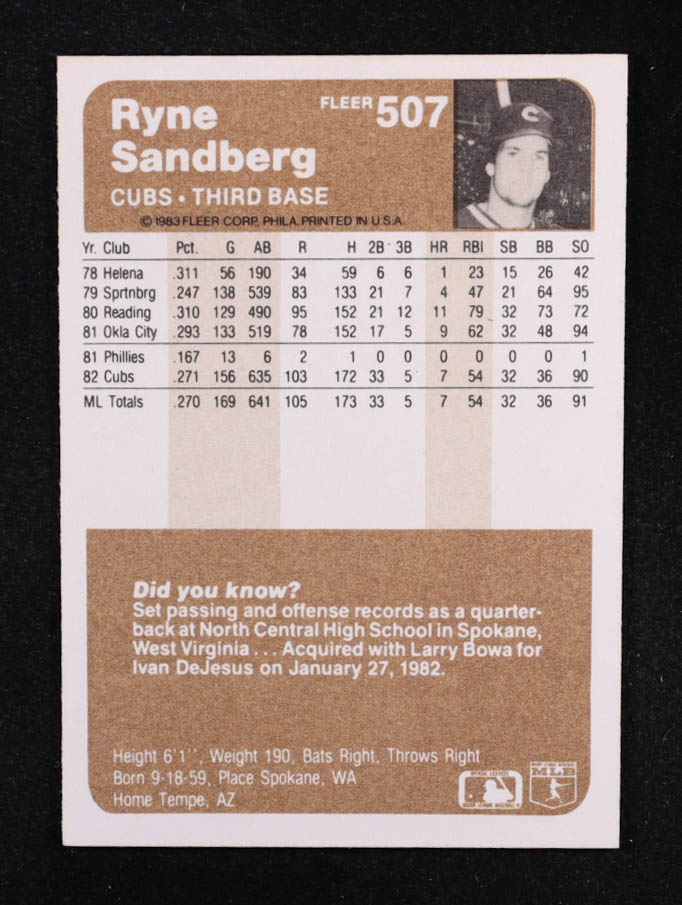 Ryne
Sandberg
FLEER 507
CUBS • THIRD BASE
© 1983 FLEER CORP., PHILA. PRINTED IN U.S.A.
Yr. Club Pct. G AB R H 2B 3B HR RBI SB BB SO
78 Helena .311 56 190 34 59 6 6 1 23 15 26 42
79 Sprtnbrg .247 138 539 83 133 21 7 4 47 21 64 95
80 Reading .310 129 490 95 152 21 12 11 79 32 73 72
81 Okla City .293 133 519 78 152 17 5 9 62 32 48 94
81 Phillies .167 13 6 2 1 0 0 0 0 0 0 1
82 Cubs .271 156 635 103 172 33 5 7 54 32 36 90
ML Totals .270 169 641 105 173 33 5 7 54 32 36 91
Did you know?
Set passing and offense records as a quarter-
back at North Central High School in Spokane,
West Virginia . . . Acquired with Larry Bowa for
Ivan DeJesus on January 27, 1982.
Height 6'1'', Weight 190, Bats Right, Throws Right
Born 9-18-59, Place Spokane, WA
Home Tempe, AZ
MLB